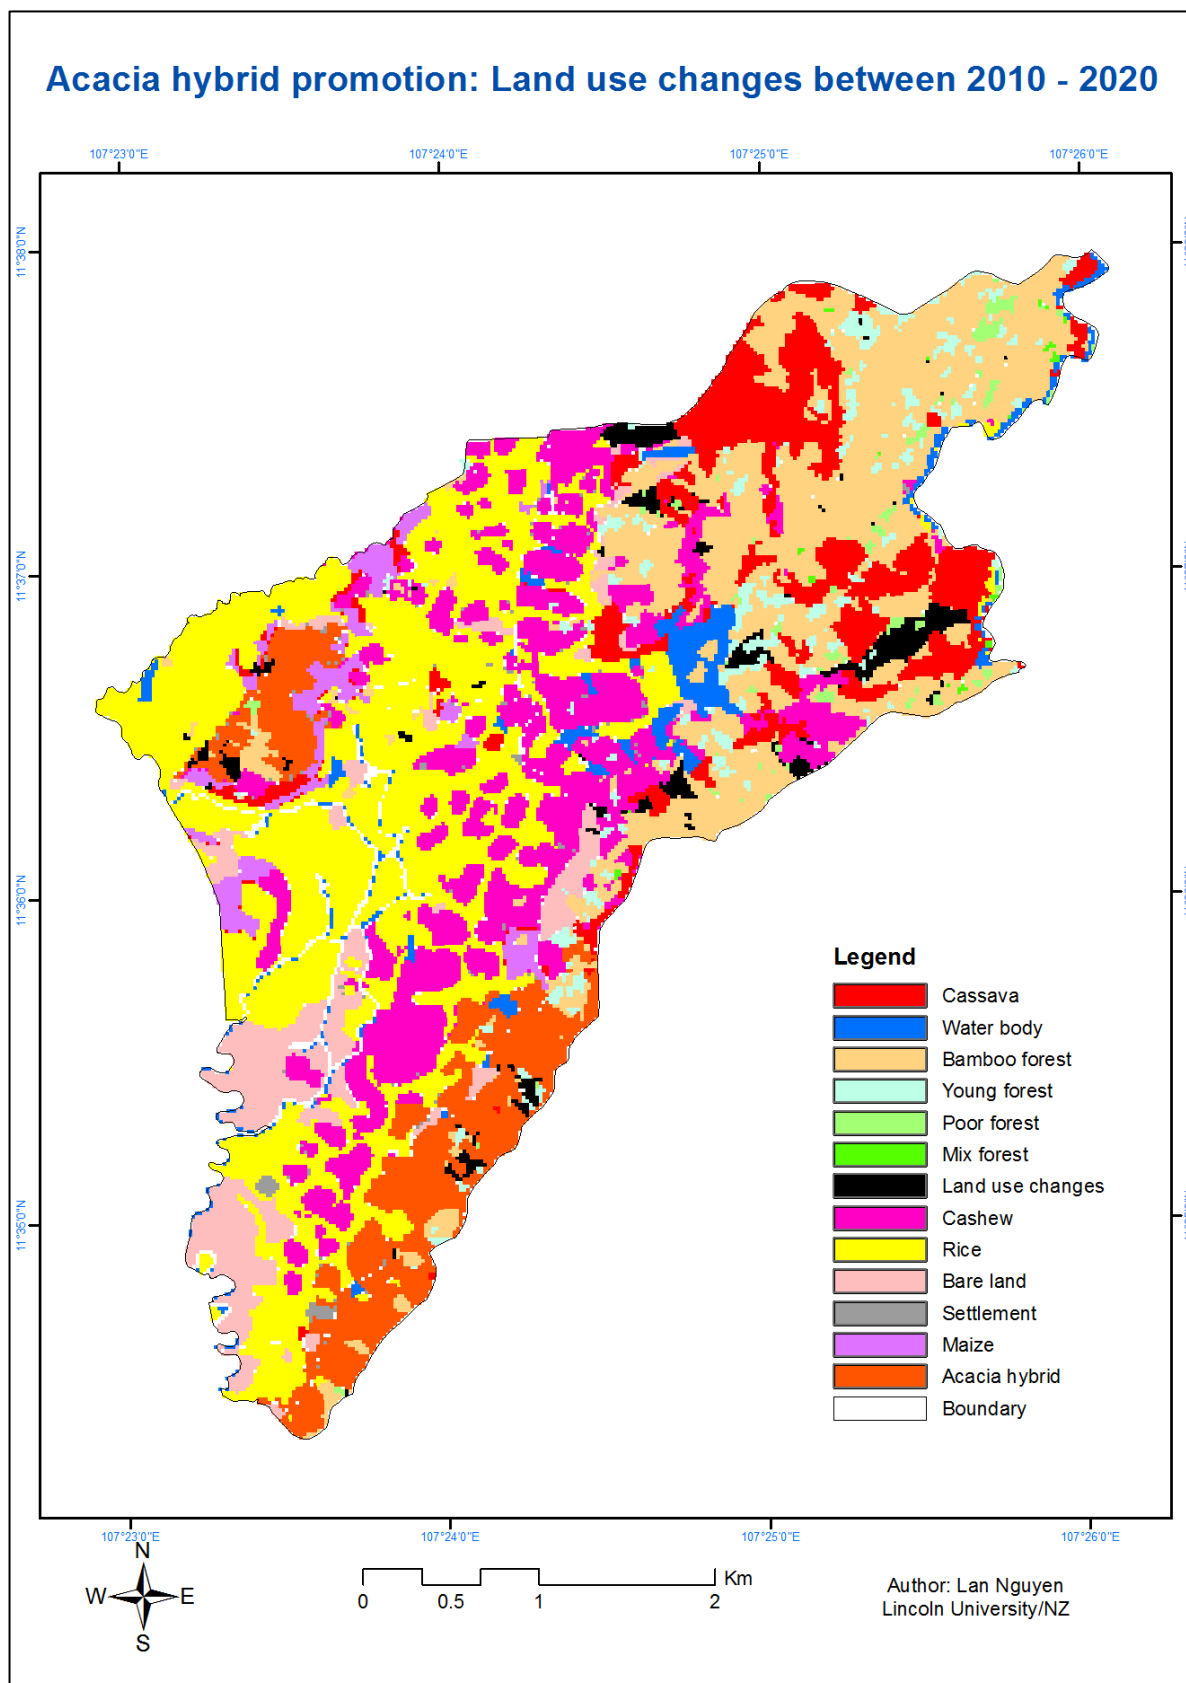 Acacia hybrid promotion: Land use changes between 2010 - 2020
107°23'0"E 107°24'0"E 107°25'0"E 107°26'0"E
11°38'0"N
11°37'0"N
11°36'0"N
11°35'0"N
Legend
Cassava
Water body
Bamboo forest
Young forest
Poor forest
Mix forest
Land use changes
Cashew
Rice
Bare land
Settlement
Maize
Acacia hybrid
Boundary
107°23'0"E 107°24'0"E 107°25'0"E 107°26'0"E
N
W E
S
Km
0 0.5 1 2
Author: Lan Nguyen
Lincoln University/NZ